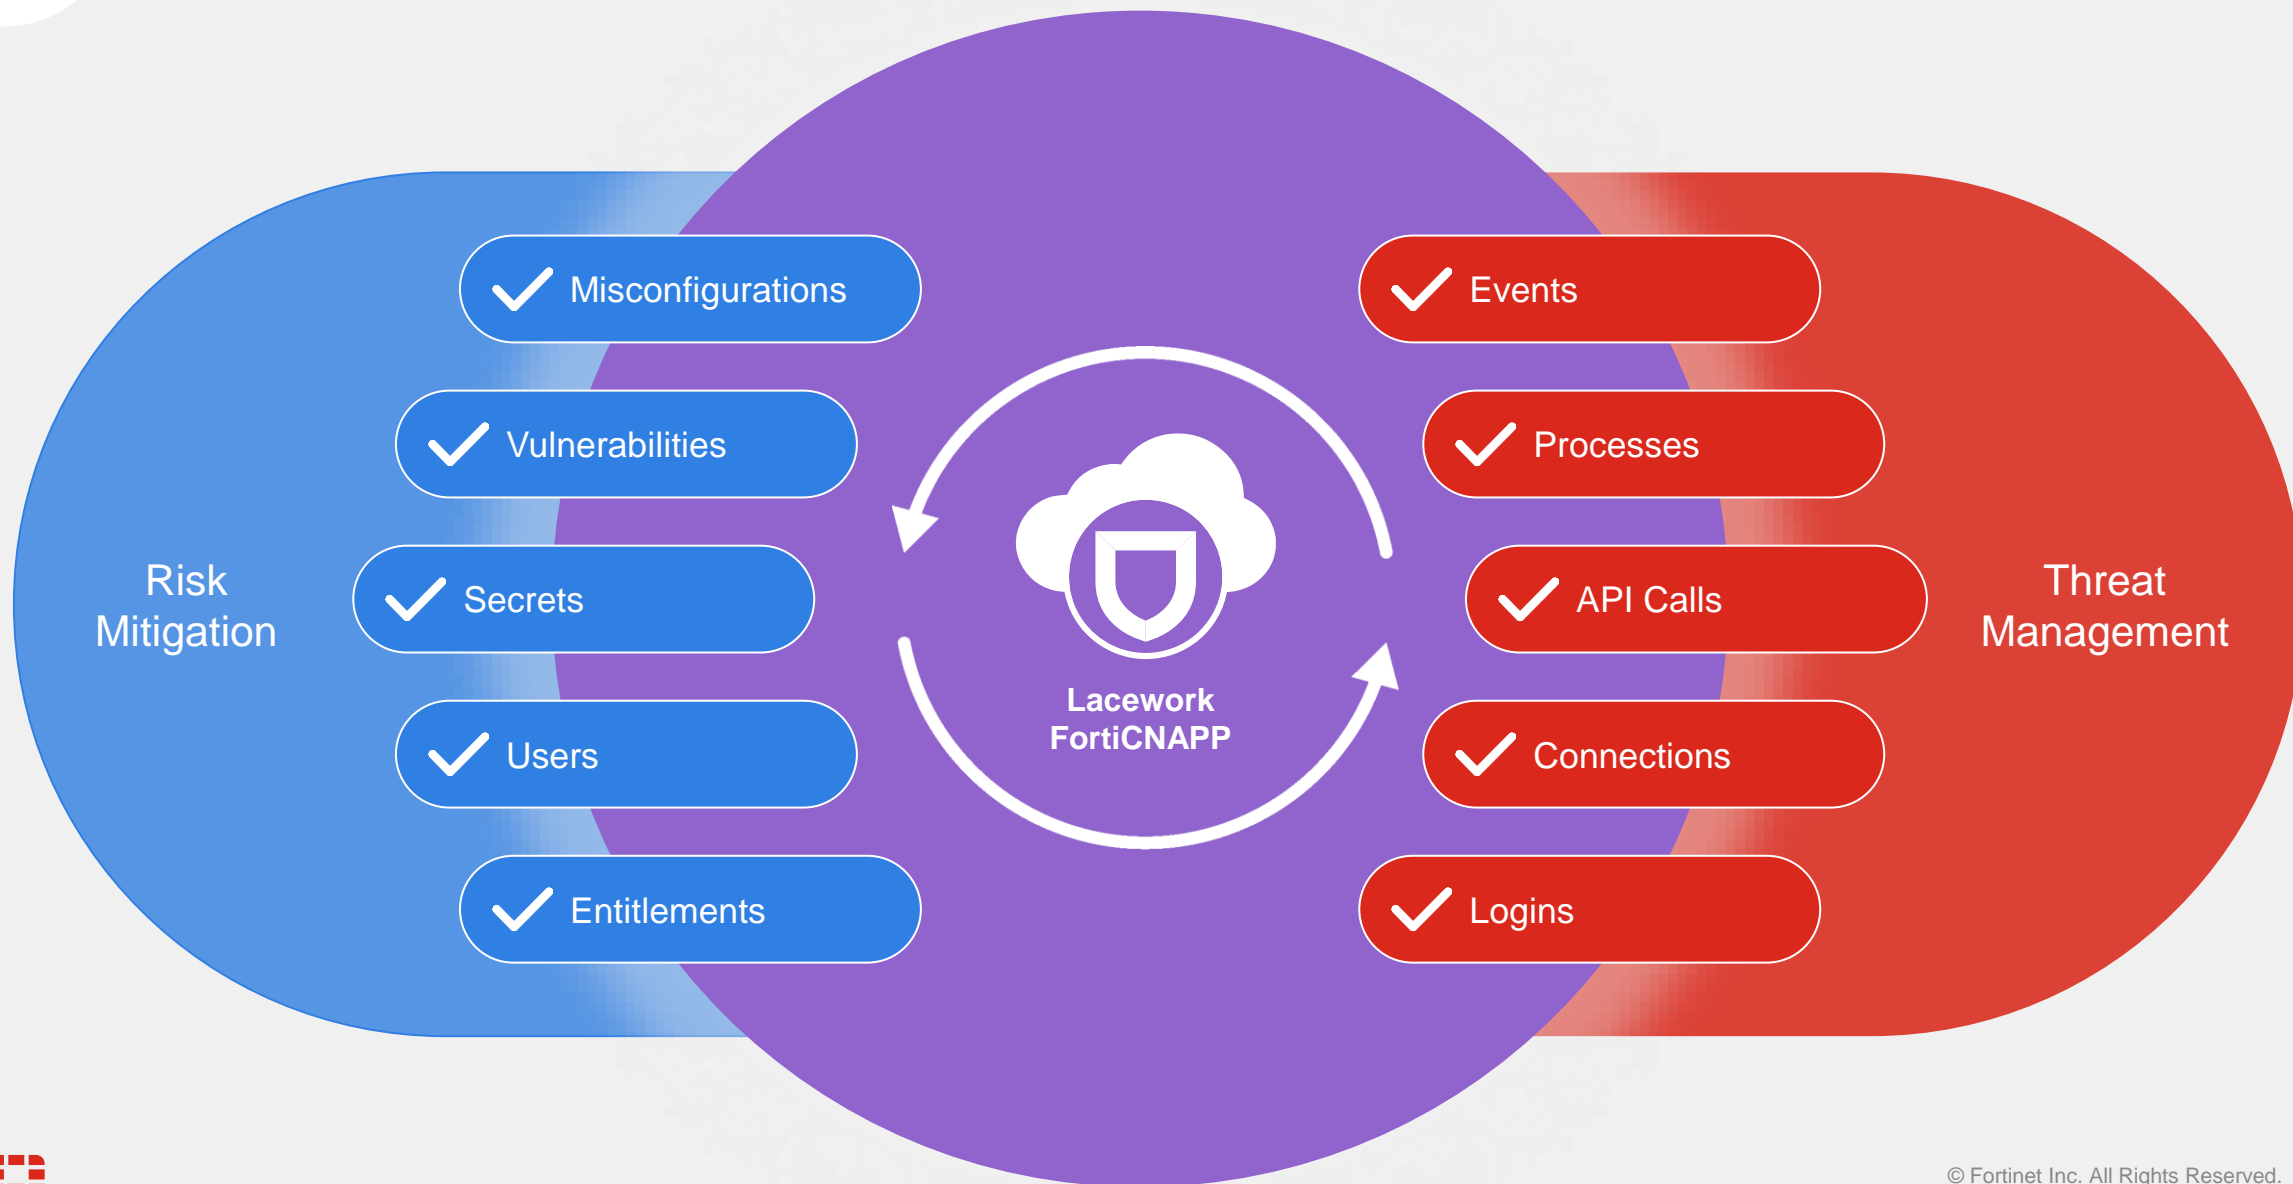 Risk
Mitigation
Misconfigurations
Vulnerabilities
Secrets
Users
Entitlements
Lacework
FortiCNAPP
Events
Processes
API Calls
Connections
Logins
Threat
Management
© Fortinet Inc. All Rights Reserved.